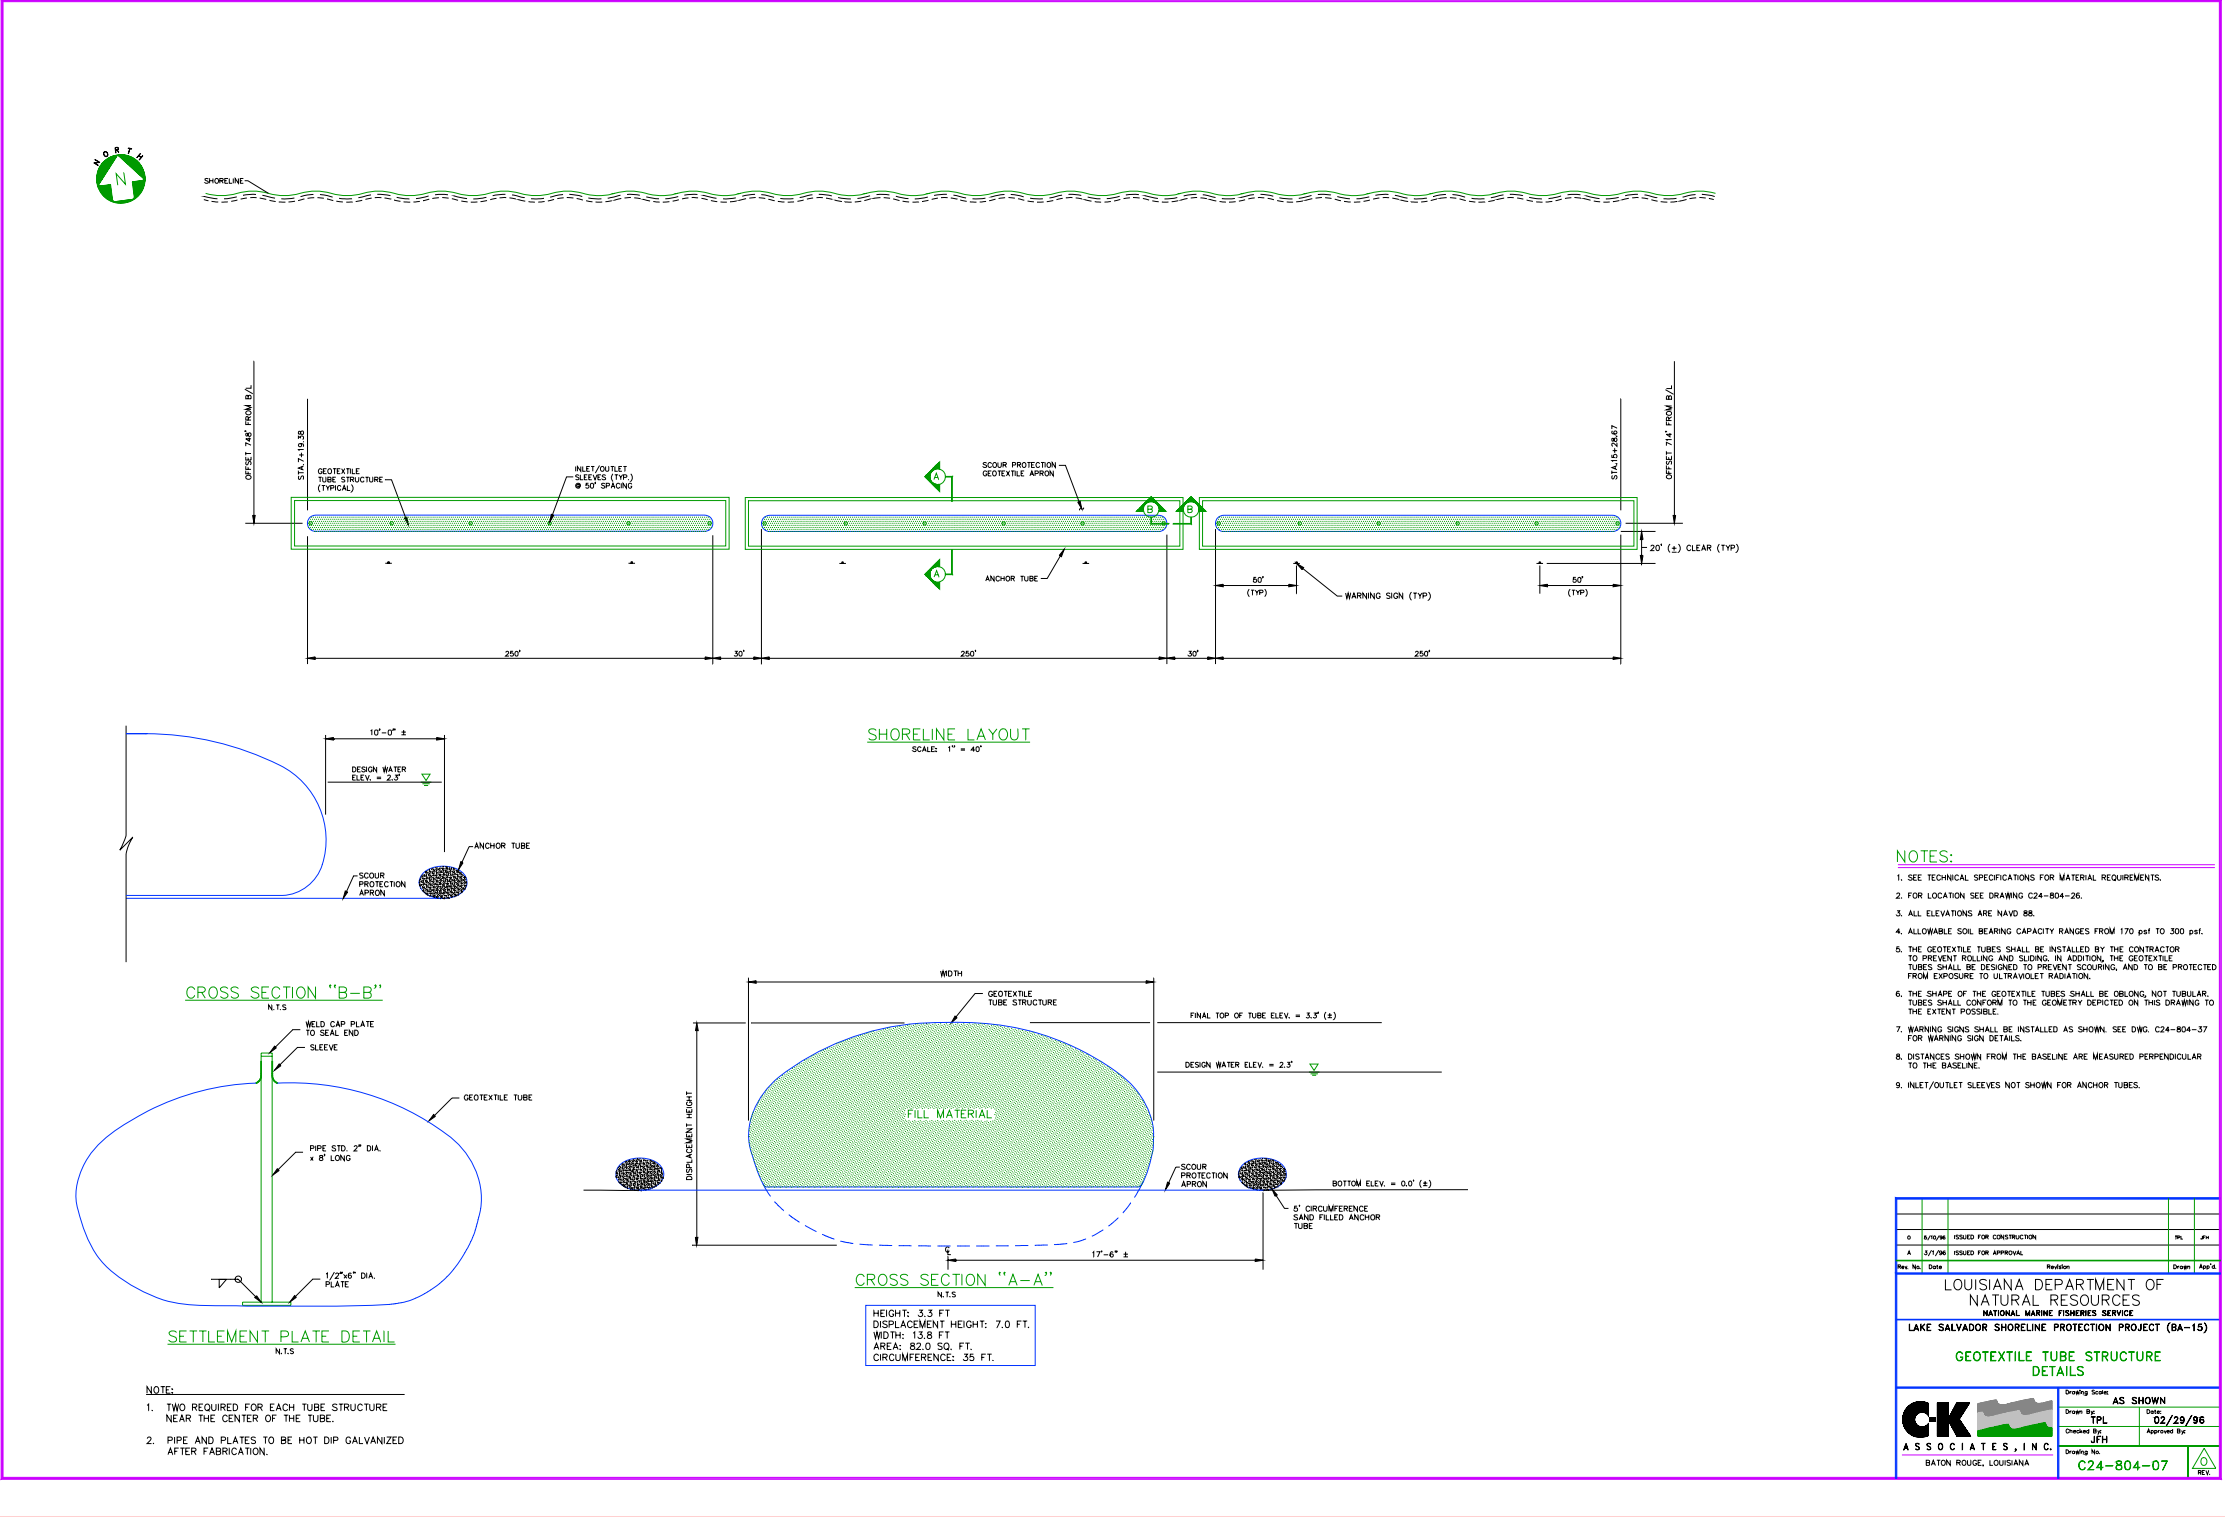 NORTH
N
SHORELINE
OFFSET 748' FROM B/L
STA.7+19.38
GEOTEXTILE
TUBE STRUCTURE
(TYPICAL)
INLET/OUTLET
SLEEVES (TYP.)
@ 50' SPACING
A
SCOUR PROTECTION
GEOTEXTILE APRON
B
B
STA.15+28.67
OFFSET 714' FROM B/L
20' (±) CLEAR (TYP)
A
ANCHOR TUBE
50'
(TYP)
WARNING SIGN (TYP)
50'
(TYP)
250'
30'
250'
30'
250'
SHORELINE LAYOUT
SCALE: 1" = 40'
10'-0" ±
DESIGN WATER
ELEV. = 2.3'
ANCHOR TUBE
SCOUR
PROTECTION
APRON
CROSS SECTION "B-B"
N.T.S
WELD CAP PLATE
TO SEAL END
SLEEVE
GEOTEXTILE TUBE
PIPE STD. 2" DIA.
x 8' LONG
1/2"x6" DIA.
PLATE
SETTLEMENT PLATE DETAIL
N.T.S
NOTE:
1. TWO REQUIRED FOR EACH TUBE STRUCTURE
NEAR THE CENTER OF THE TUBE.
2. PIPE AND PLATES TO BE HOT DIP GALVANIZED
AFTER FABRICATION.
WIDTH
GEOTEXTILE
TUBE STRUCTURE
FINAL TOP OF TUBE ELEV. = 3.3' (±)
DESIGN WATER ELEV. = 2.3'
DISPLACEMENT HEIGHT
FILL MATERIAL
SCOUR
PROTECTION
APRON
BOTTOM ELEV. = 0.0' (±)
5' CIRCUMFERENCE
SAND FILLED ANCHOR
TUBE
17'-6" ±
CROSS SECTION "A-A"
N.T.S
HEIGHT: 3.3 FT
DISPLACEMENT HEIGHT: 7.0 FT.
WIDTH: 13.8 FT
AREA: 82.0 SQ. FT.
CIRCUMFERENCE: 35 FT.
NOTES:
1. SEE TECHNICAL SPECIFICATIONS FOR MATERIAL REQUIREMENTS.
2. FOR LOCATION SEE DRAWING C24-804-26.
3. ALL ELEVATIONS ARE NAVD 88.
4. ALLOWABLE SOIL BEARING CAPACITY RANGES FROM 170 psf TO 300 psf.
5. THE GEOTEXTILE TUBES SHALL BE INSTALLED BY THE CONTRACTOR
TO PREVENT ROLLING AND SLIDING. IN ADDITION, THE GEOTEXTILE
TUBES SHALL BE DESIGNED TO PREVENT SCOURING, AND TO BE PROTECTED
FROM EXPOSURE TO ULTRAVIOLET RADIATION.
6. THE SHAPE OF THE GEOTEXTILE TUBES SHALL BE OBLONG, NOT TUBULAR.
TUBES SHALL CONFORM TO THE GEOMETRY DEPICTED ON THIS DRAWING TO
THE EXTENT POSSIBLE.
7. WARNING SIGNS SHALL BE INSTALLED AS SHOWN. SEE DWG. C24-804-37
FOR WARNING SIGN DETAILS.
8. DISTANCES SHOWN FROM THE BASELINE ARE MEASURED PERPENDICULAR
TO THE BASELINE.
9. INLET/OUTLET SLEEVES NOT SHOWN FOR ANCHOR TUBES.
0 5/10/96 ISSUED FOR CONSTRUCTION TPL JFH
A 3/1/96 ISSUED FOR APPROVAL
Rev. No. Date Revision Drawn App'd.
LOUISIANA DEPARTMENT OF
NATURAL RESOURCES
NATIONAL MARINE FISHERIES SERVICE
LAKE SALVADOR SHORELINE PROTECTION PROJECT (BA-15)
GEOTEXTILE TUBE STRUCTURE
DETAILS
C-K
ASSOCIATES, INC.
BATON ROUGE, LOUISIANA
Drawing Scale:
AS SHOWN
Drawn By:
TPL
Date:
02/29/96
Checked By:
JFH
Approved By:
Drawing No.
C24-804-07
0
REV.